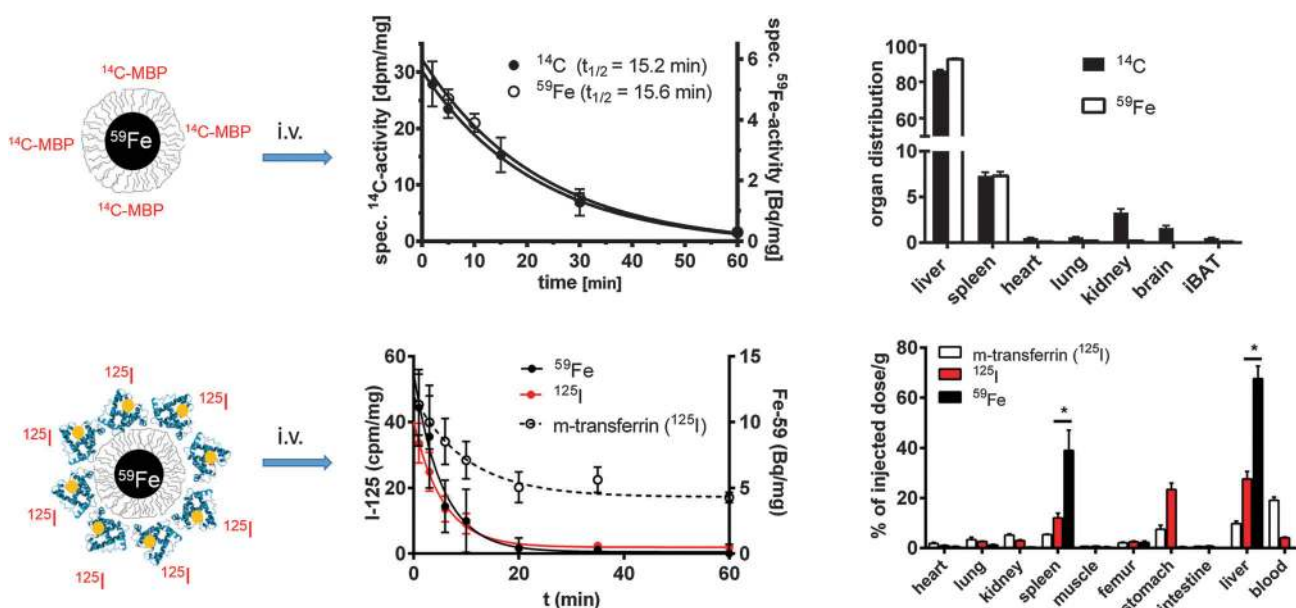 ¹⁴C-MBP
¹⁴C-MBP
⁵⁹Fe
¹⁴C-MBP
¹⁴C-MBP
i.v.
spec. ¹⁴C-activity [dpm/mg]
30
20
10
0
¹⁴C (t1/2 = 15.2 min)
⁵⁹Fe (t1/2 = 15.6 min)
6
4
2
0
spec. ⁵⁹Fe-activity [Bq/mg]
0 10 20 30 40 50 60
time [min]
organ distribution
100
80
60
10
5
0
¹⁴C
⁵⁹Fe
liver
spleen
heart
lung
kidney
brain
iBAT
¹²⁵I
¹²⁵I
¹²⁵I
¹²⁵I
⁵⁹Fe
¹²⁵I
¹²⁵I
¹²⁵I
¹²⁵I
i.v.
I-125 (cpm/mg)
60
40
20
0
⁵⁹Fe
¹²⁵I
m-transferrin (¹²⁵I)
15
10
5
0
Fe-59 (Bq/mg)
0 20 40 60
t (min)
% of injected dose/g
80
60
40
20
0
m-transferrin (¹²⁵I)
¹²⁵I
⁵⁹Fe
*
*
heart
lung
kidney
spleen
muscle
femur
stomach
intestine
liver
blood